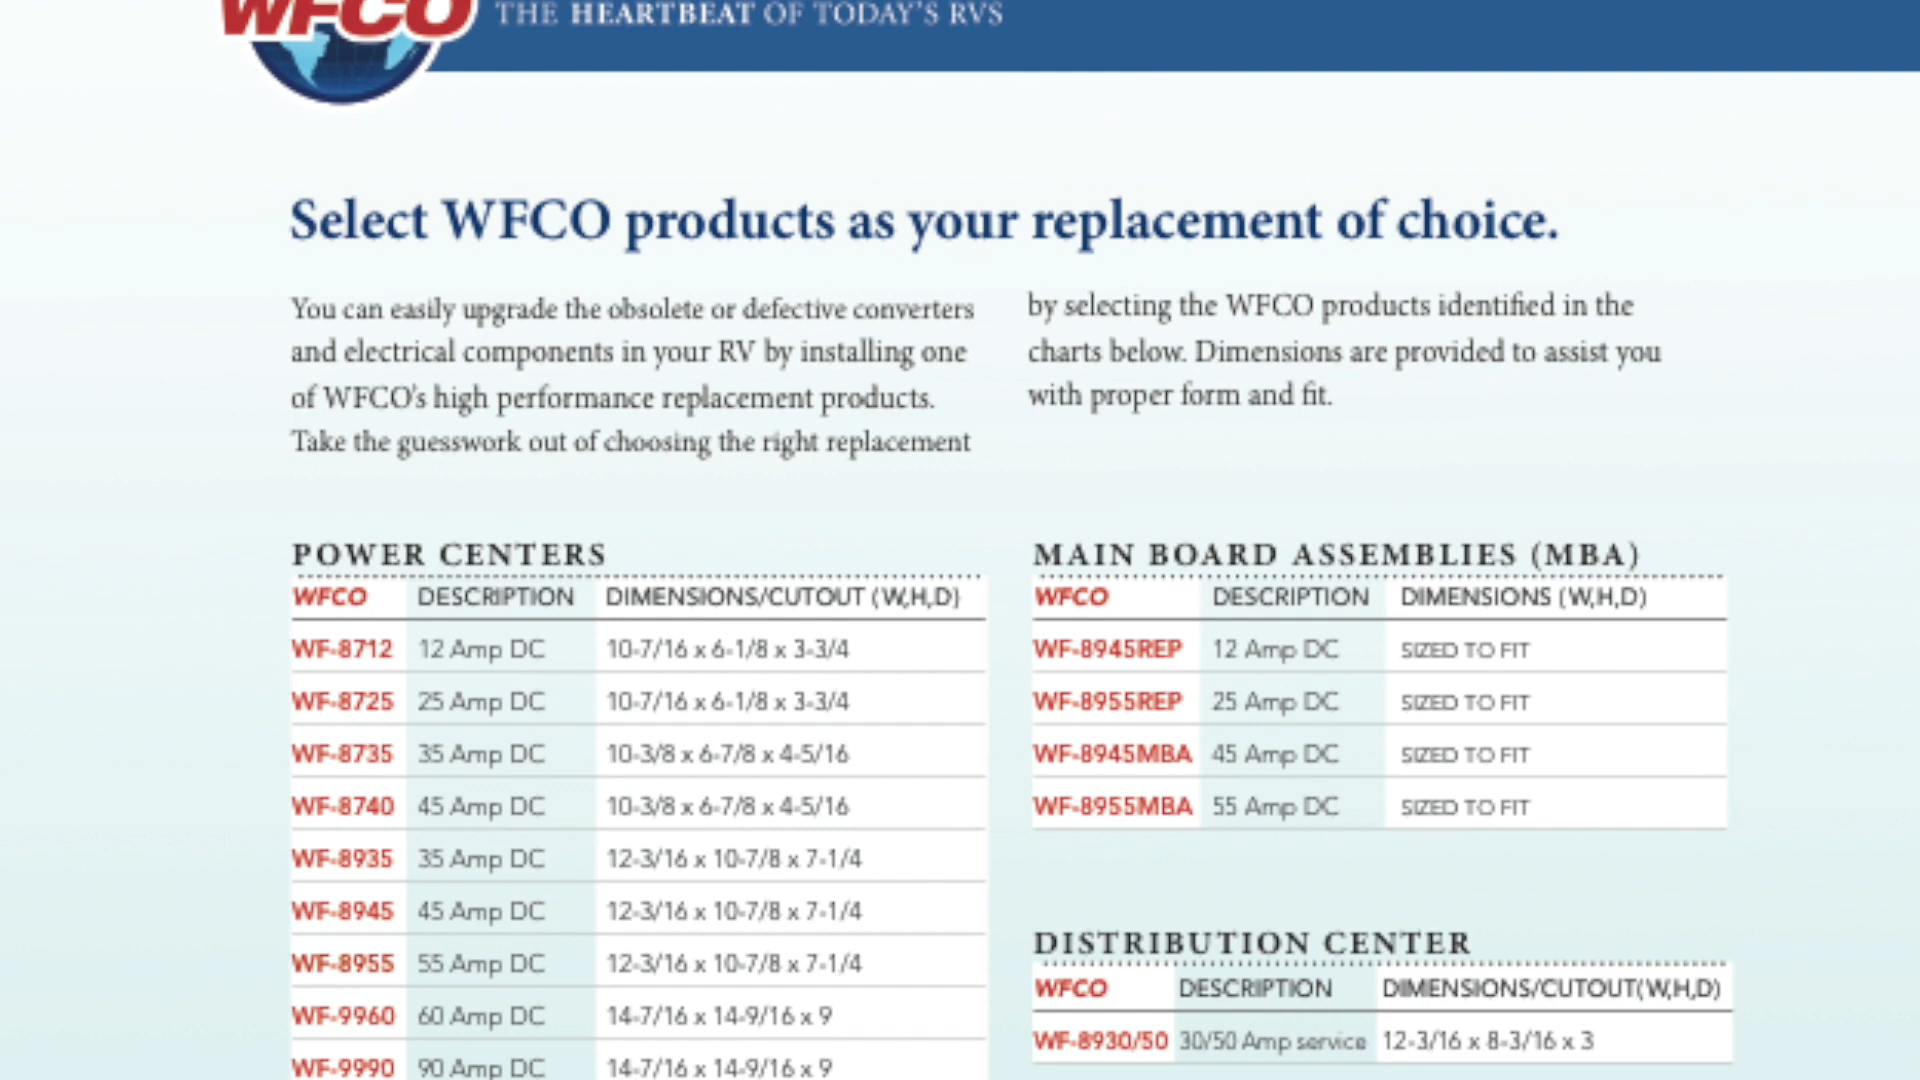 WFCO THE HEARTBEAT OF TODAY'S RVS
Select WFCO products as your replacement of choice.
You can easily upgrade the obsolete or defective converters
and electrical components in your RV by installing one
of WFCO's high performance replacement products.
Take the guesswork out of choosing the right replacement
by selecting the WFCO products identified in the
charts below. Dimensions are provided to assist you
with proper form and fit.
POWER CENTERS
WFCO DESCRIPTION DIMENSIONS/CUTOUT (W,H,D)
WF-8712 12 Amp DC 10-7/16 x 6-1/8 x 3-3/4
WF-8725 25 Amp DC 10-7/16 x 6-1/8 x 3-3/4
WF-8735 35 Amp DC 10-3/8 x 6-7/8 x 4-5/16
WF-8740 45 Amp DC 10-3/8 x 6-7/8 x 4-5/16
WF-8935 35 Amp DC 12-3/16 x 10-7/8 x 7-1/4
WF-8945 45 Amp DC 12-3/16 x 10-7/8 x 7-1/4
WF-8955 55 Amp DC 12-3/16 x 10-7/8 x 7-1/4
WF-9960 60 Amp DC 14-7/16 x 14-9/16 x 9
WF-9990 90 Amp DC 14-7/16 x 14-9/16 x 9
MAIN BOARD ASSEMBLIES (MBA)
WFCO DESCRIPTION DIMENSIONS (W,H,D)
WF-8945REP 12 Amp DC SIZED TO FIT
WF-8955REP 25 Amp DC SIZED TO FIT
WF-8945MBA 45 Amp DC SIZED TO FIT
WF-8955MBA 55 Amp DC SIZED TO FIT
DISTRIBUTION CENTER
WFCO DESCRIPTION DIMENSIONS/CUTOUT(W,H,D)
WF-8930/50 30/50 Amp service 12-3/16 x 8-3/16 x 3